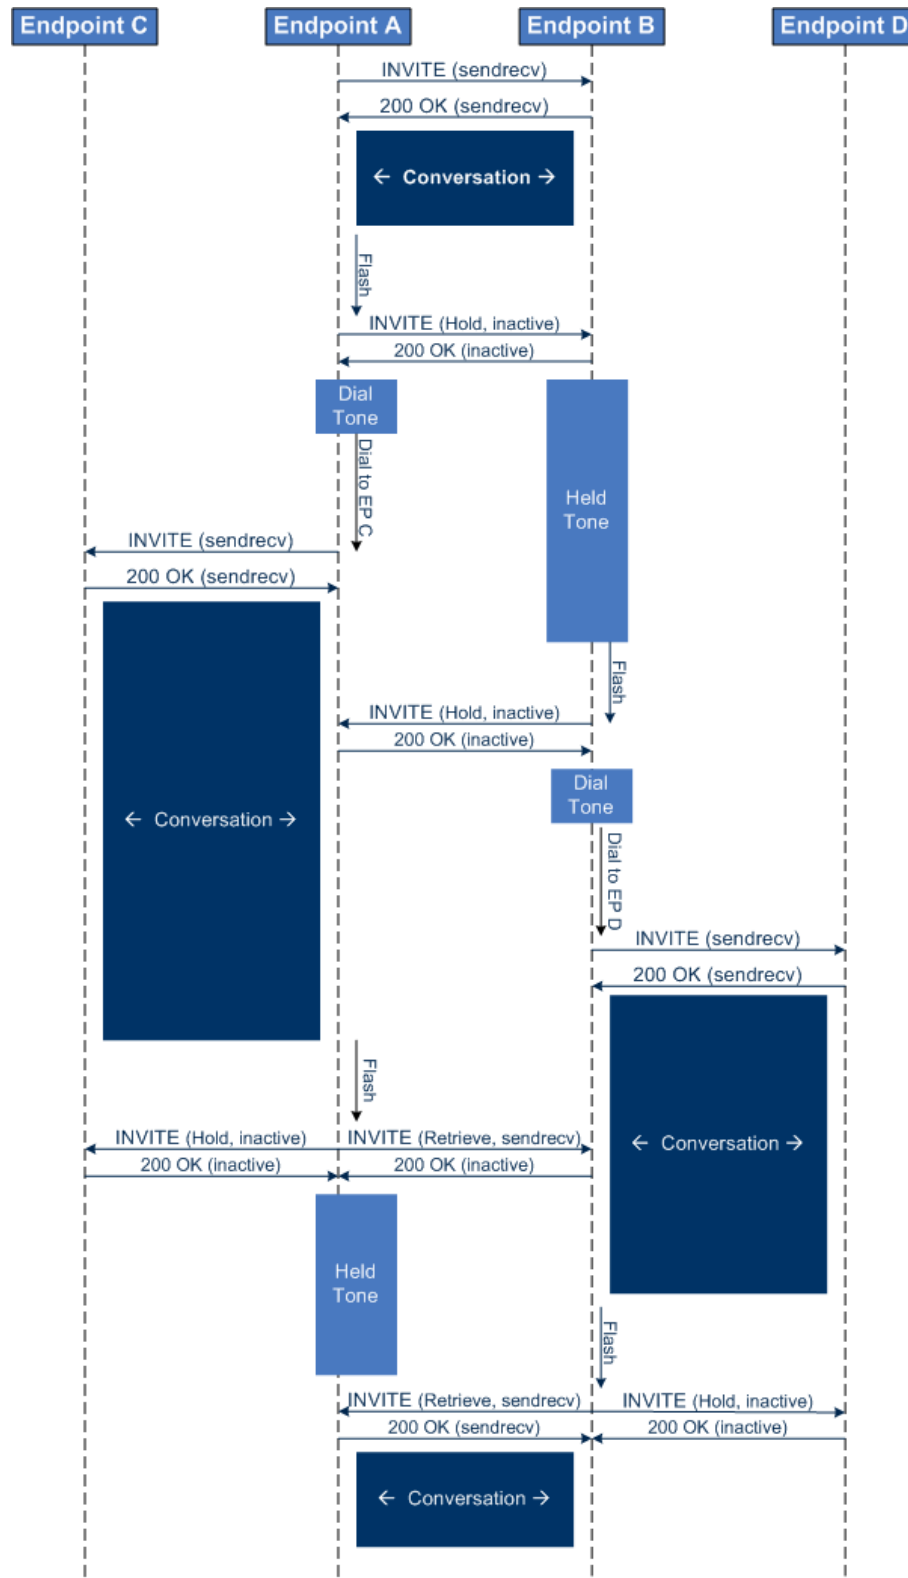 Endpoint C
Endpoint A
Endpoint B
Endpoint D
INVITE (sendrecv)
200 OK (sendrecv)
← Conversation →
Flash
INVITE (Hold, inactive)
200 OK (inactive)
Dial
Tone
Dial to EP C
Held
Tone
INVITE (sendrecv)
200 OK (sendrecv)
Flash
INVITE (Hold, inactive)
200 OK (inactive)
Dial
Tone
← Conversation →
Dial to EP D
INVITE (sendrecv)
200 OK (sendrecv)
Flash
INVITE (Hold, inactive)
INVITE (Retrieve, sendrecv)
← Conversation →
200 OK (inactive)
200 OK (inactive)
Held
Tone
Flash
INVITE (Retrieve, sendrecv)
INVITE (Hold, inactive)
200 OK (sendrecv)
200 OK (inactive)
← Conversation →